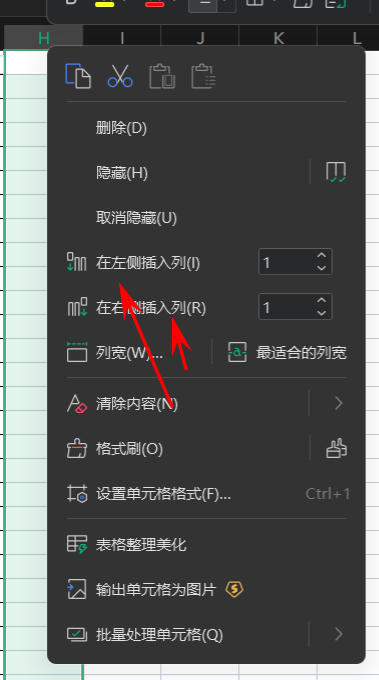 H I J K L
删除(D)
隐藏(H)
取消隐藏(U)
在左侧插入列(I) 1
在右侧插入列(R) 1
列宽(W)... 最适合的列宽
清除内容(N)
格式刷(O)
设置单元格格式(F)... Ctrl+1
表格整理美化
输出单元格为图片
批量处理单元格(Q)